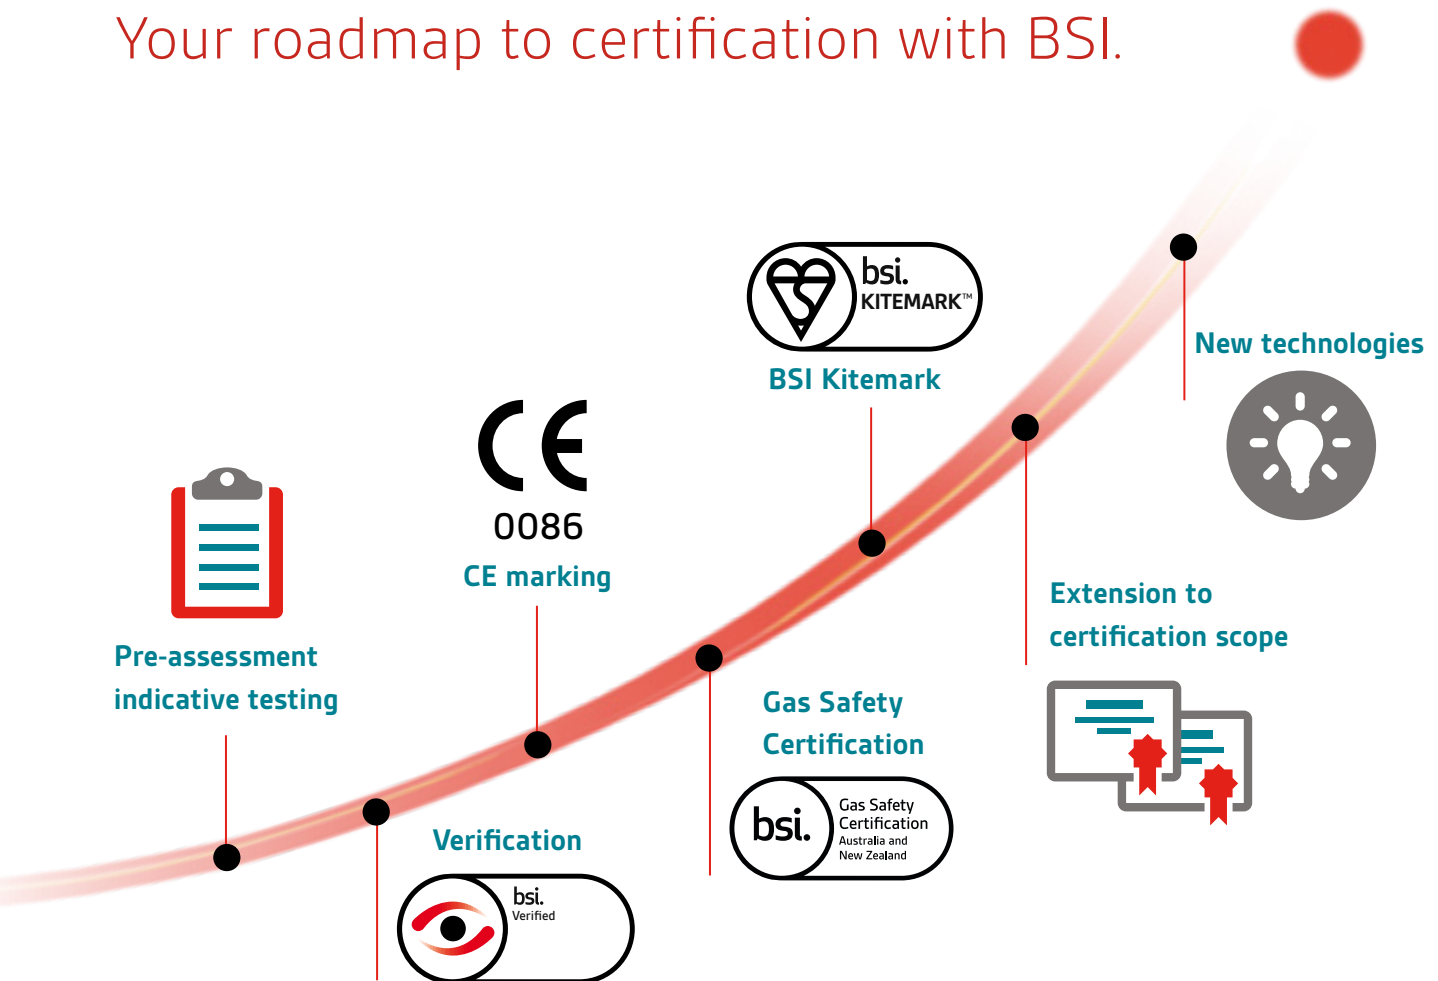 Your roadmap to certification with BSI.
bsi.
KITEMARK™
BSI Kitemark
New technologies
CE
0086
CE marking
Pre-assessment
indicative testing
Extension to
certification scope
Gas Safety
Certification
bsi.
Gas Safety
Certification
Australia and
New Zealand
Verification
bsi.
Verified